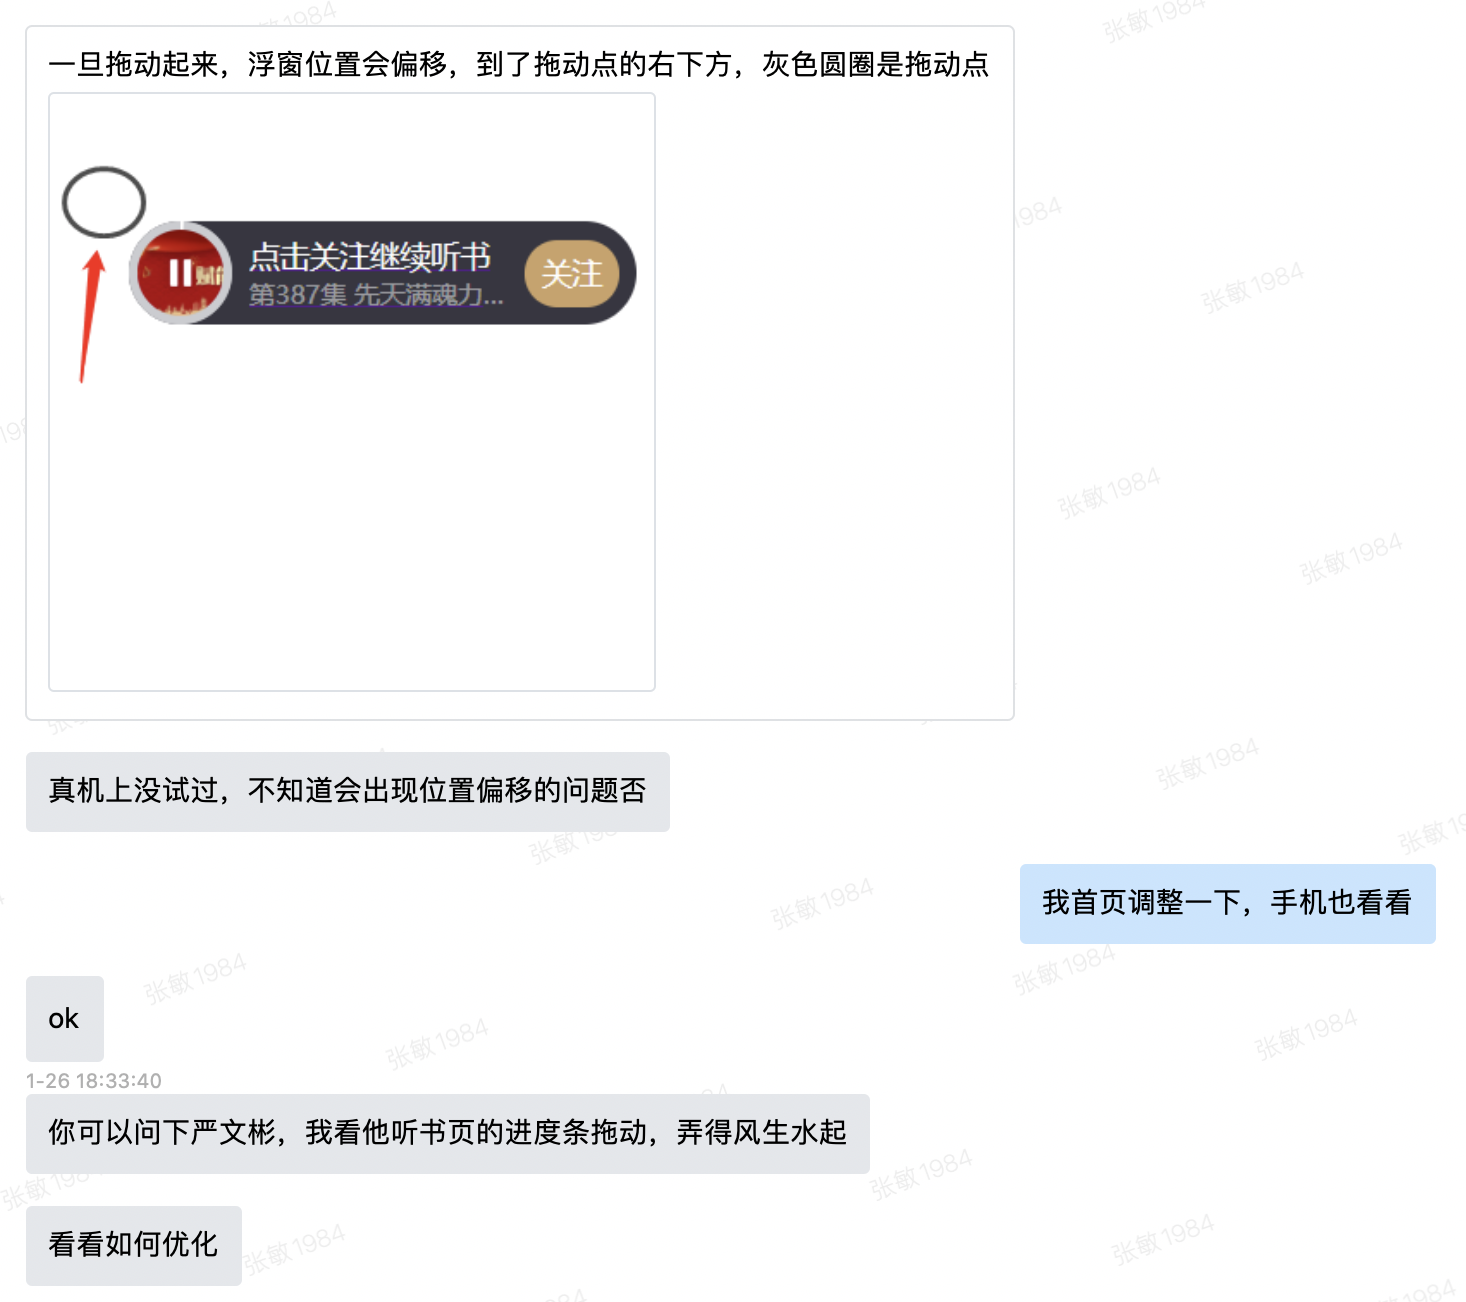 一旦拖动起来，浮窗位置会偏移，到了拖动点的右下方，灰色圆圈是拖动点
点击关注继续听书
第387集 先天满魂力...
关注
真机上没试过，不知道会出现位置偏移的问题否
我首页调整一下，手机也看看
ok
1-26 18:33:40
你可以问下严文彬，我看他听书页的进度条拖动，弄得风生水起
看看如何优化
张敏1984